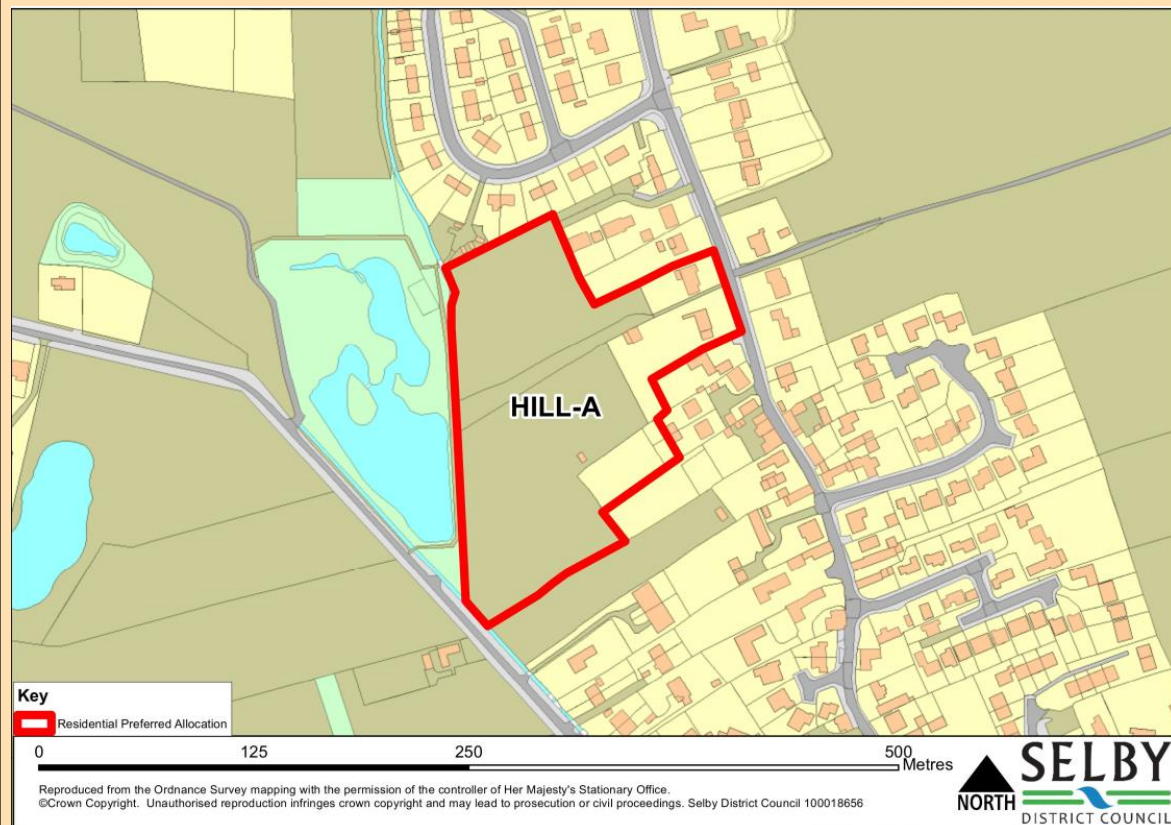 HILL-A
Key
Residential Preferred Allocation
0 125 250 500
Metres
Reproduced from the Ordnance Survey mapping with the permission of the controller of Her Majesty's Stationary Office.
©Crown Copyright. Unauthorised reproduction infringes crown copyright and may lead to prosecution or civil proceedings. Selby District Council 100018656
NORTH
SELBY
DISTRICT COUNCIL